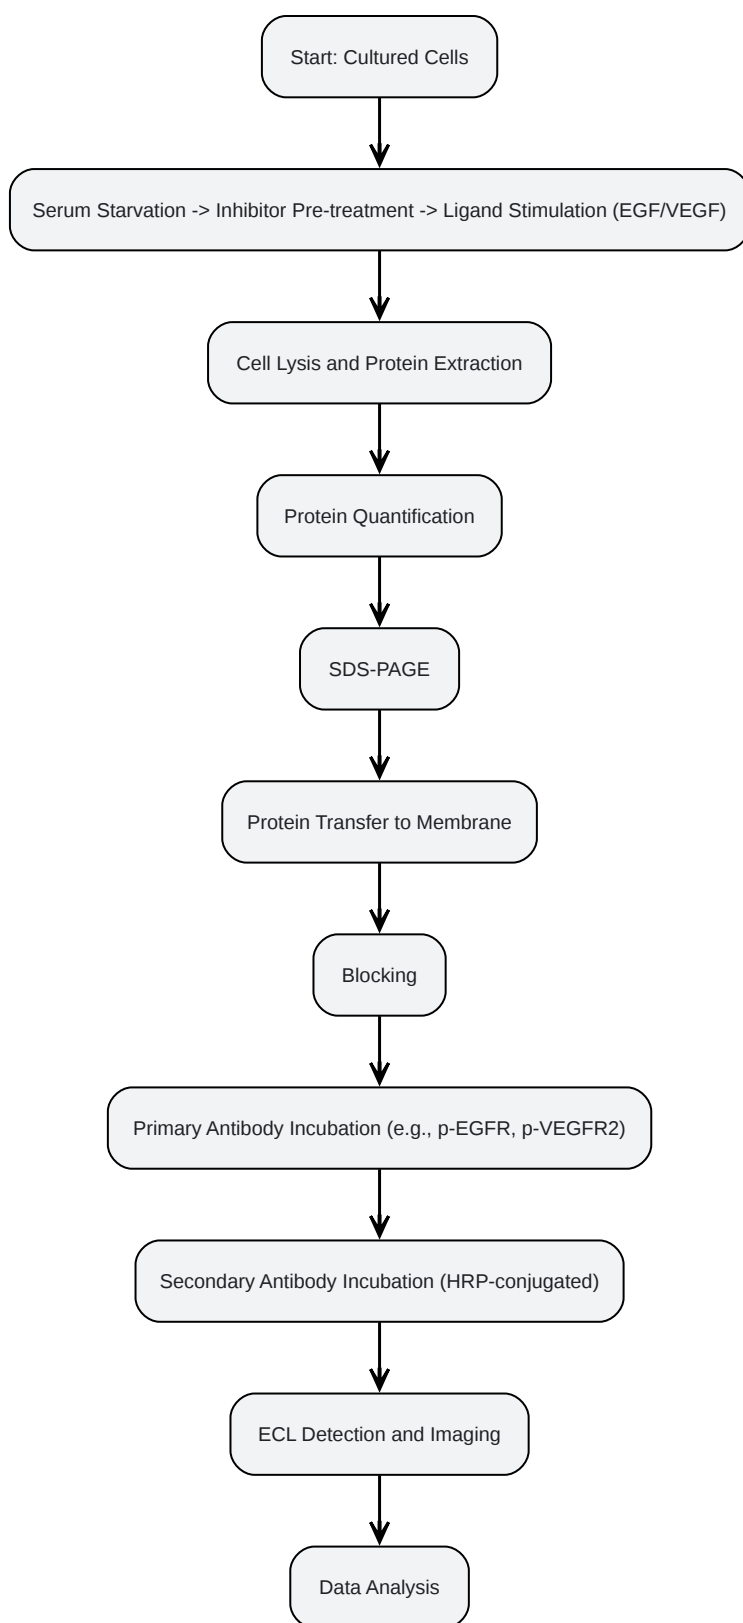 Start: Cultured Cells
Serum Starvation -> Inhibitor Pre-treatment -> Ligand Stimulation (EGF/VEGF)
Cell Lysis and Protein Extraction
Protein Quantification
SDS-PAGE
Protein Transfer to Membrane
Blocking
Primary Antibody Incubation (e.g., p-EGFR, p-VEGFR2)
Secondary Antibody Incubation (HRP-conjugated)
ECL Detection and Imaging
Data Analysis